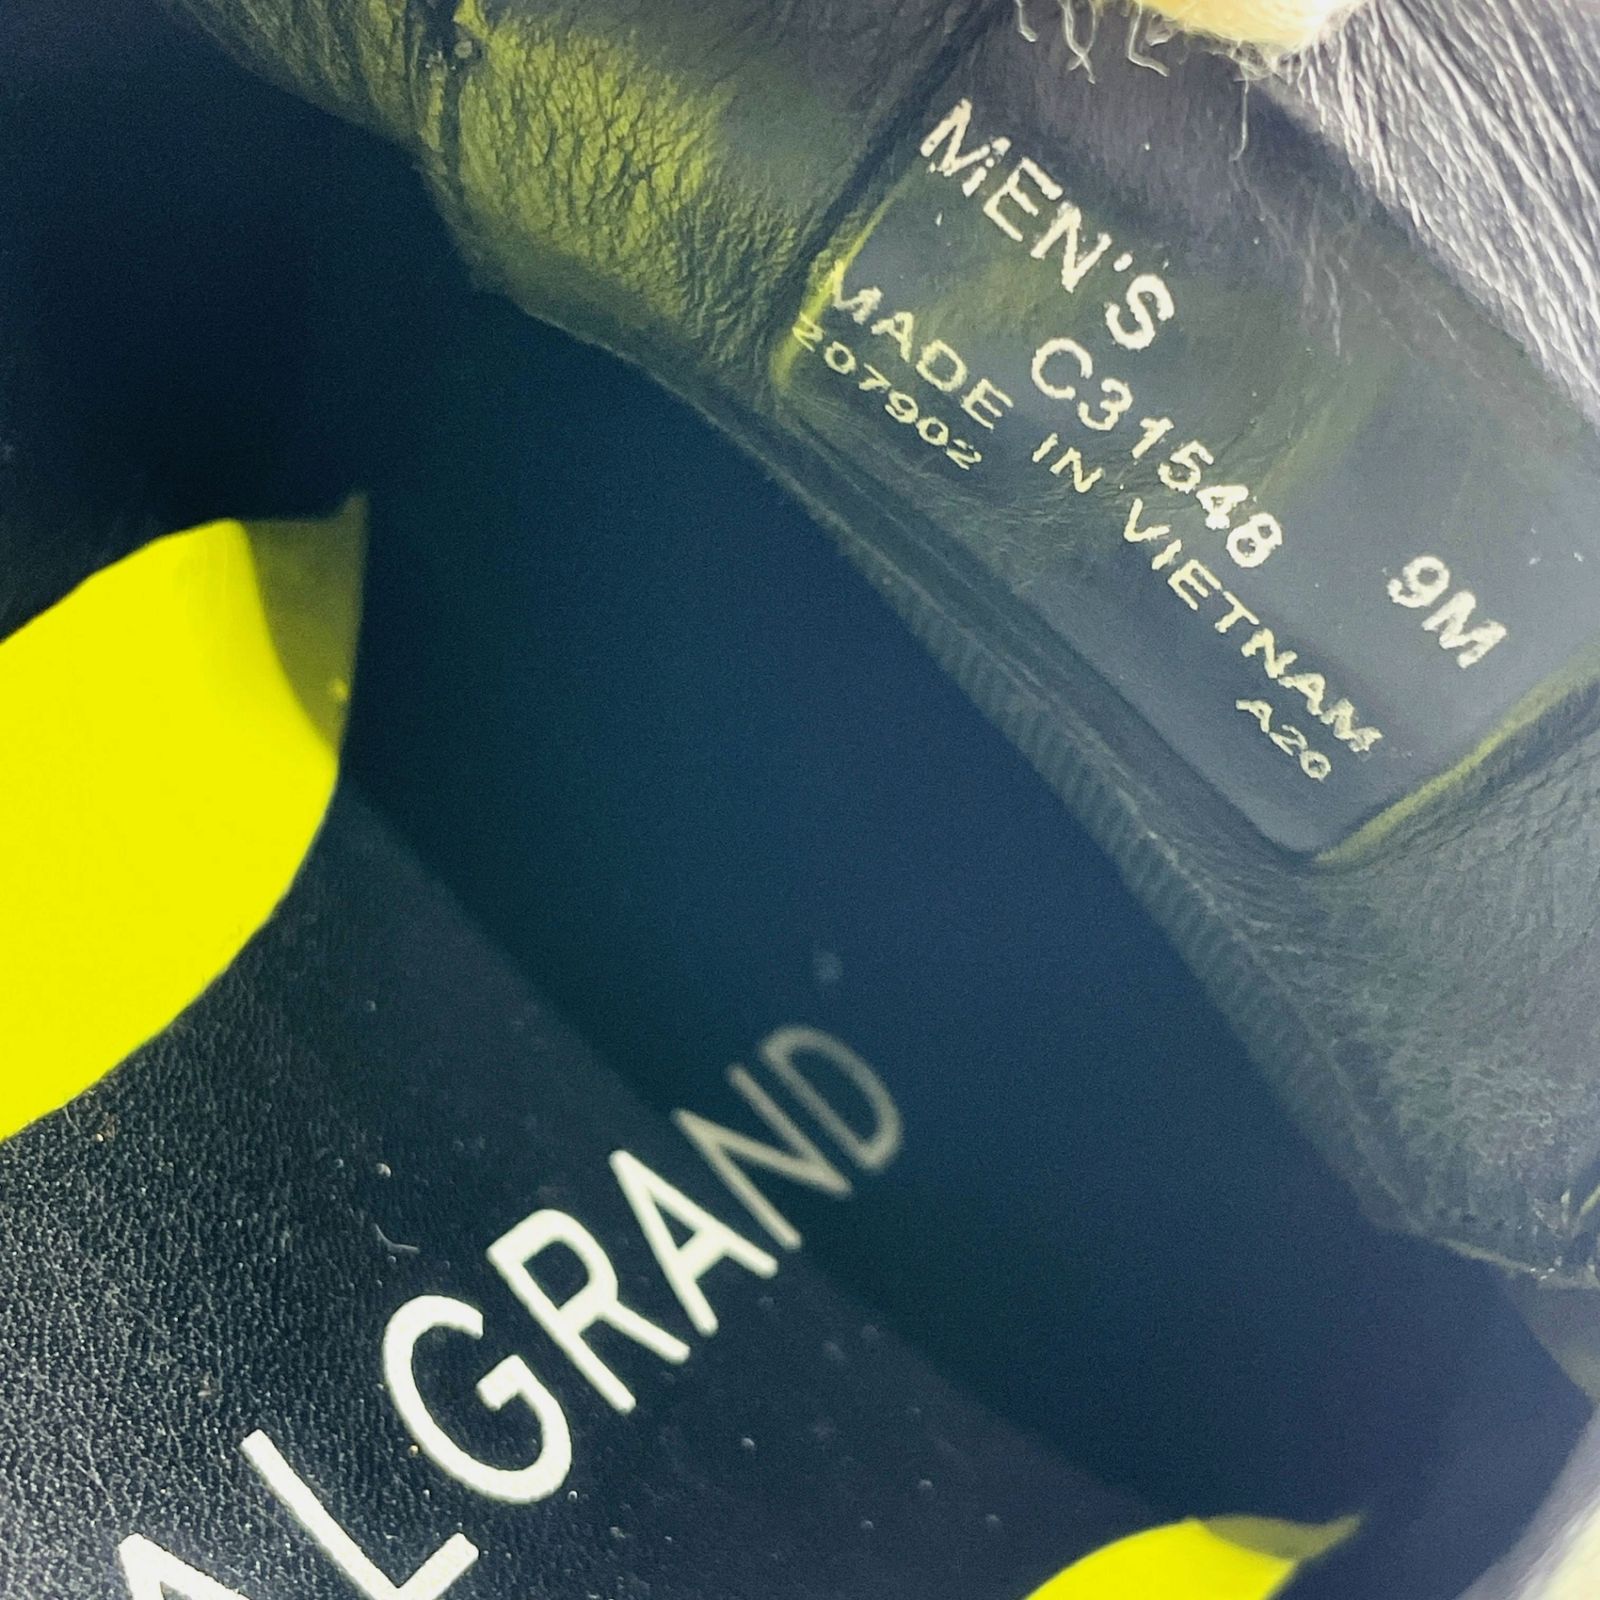 MEN'S
C31548 9M
MADE IN VIETNAM
207902 A20
ALGRAND